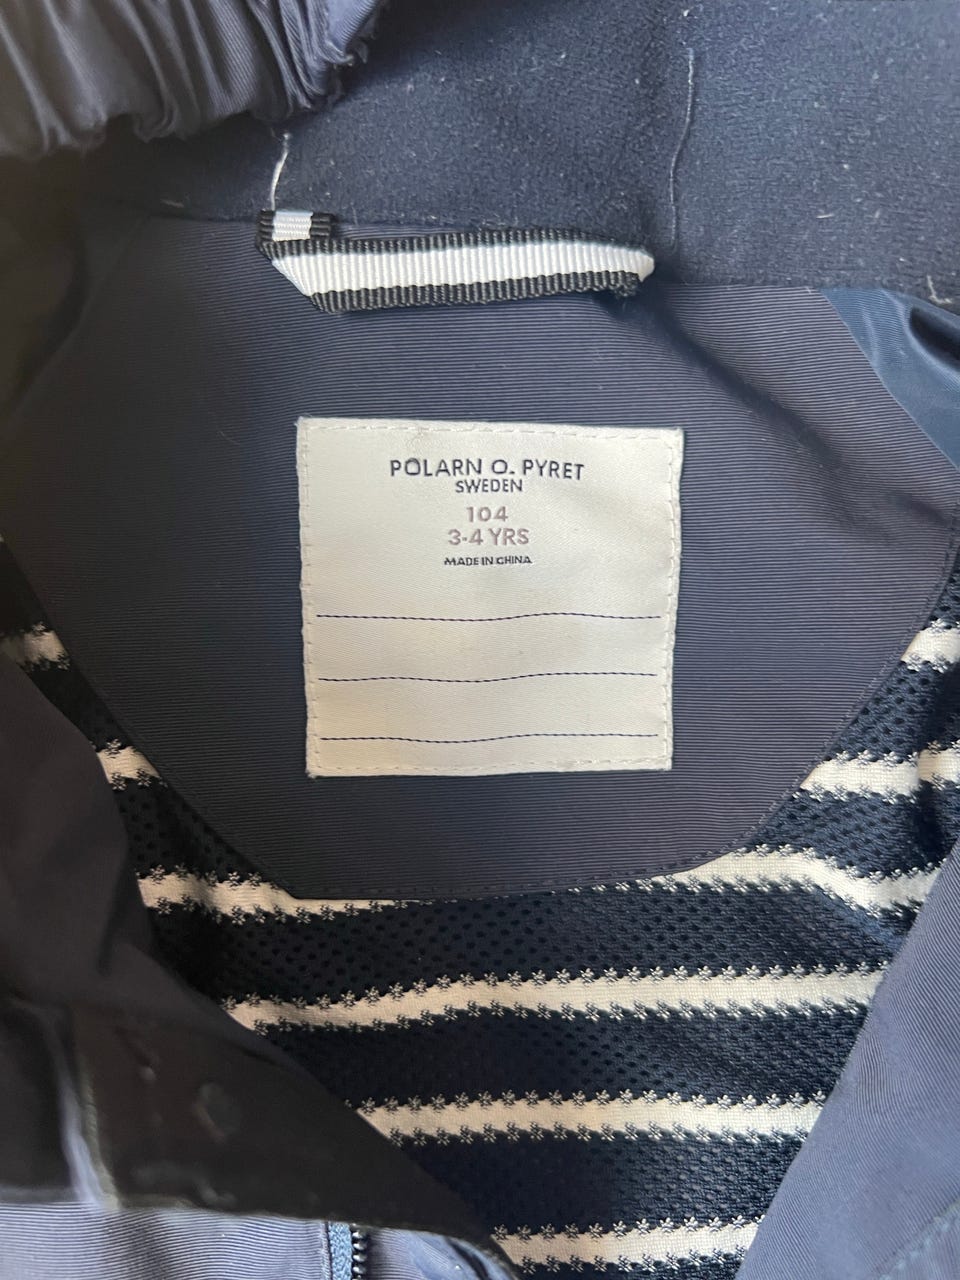 POLARN O. PYRET
SWEDEN
104
3-4 YRS
MADE IN CHINA